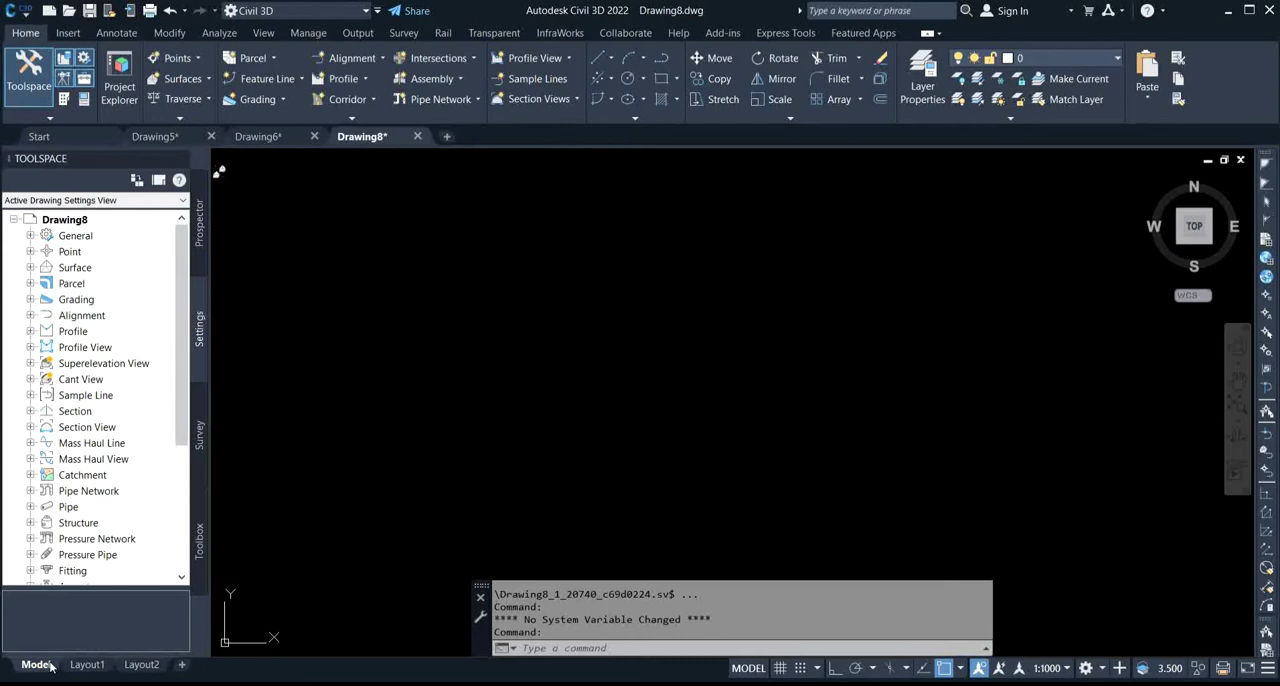 C3D Civil 3D Share Autodesk Civil 3D 2022 Drawing8.dwg Type a keyword or phrase Sign In
Home Insert Annotate Modify Analyze View Manage Output Survey Rail Transparent InfraWorks Collaborate Help Add-ins Express Tools Featured Apps
Toolspace
Project Explorer
Points Parcel Alignment Intersections Profile View Move Rotate Trim 0
Surfaces Feature Line Profile Assembly Sample Lines Copy Mirror Fillet Make Current
Traverse Grading Corridor Pipe Network Section Views Stretch Scale Array Match Layer
Layer Properties
Paste
Start Drawing5* Drawing6* Drawing8*
TOOLSPACE
Active Drawing Settings View
Drawing8
General
Point
Surface
Parcel
Grading
Alignment
Profile
Profile View
Superelevation View
Cant View
Sample Line
Section
Section View
Mass Haul Line
Mass Haul View
Catchment
Pipe Network
Pipe
Structure
Pressure Network
Pressure Pipe
Fitting
Prospector
Settings
Survey
Toolbox
N
W TOP E
S
WCS
Y
X
\Drawing8_1_20740_c69d0224.sv$ ...
Command:
**** No System Variable Changed ****
Command:
Type a command
Model Layout1 Layout2 +
MODEL 1:1000 3.500